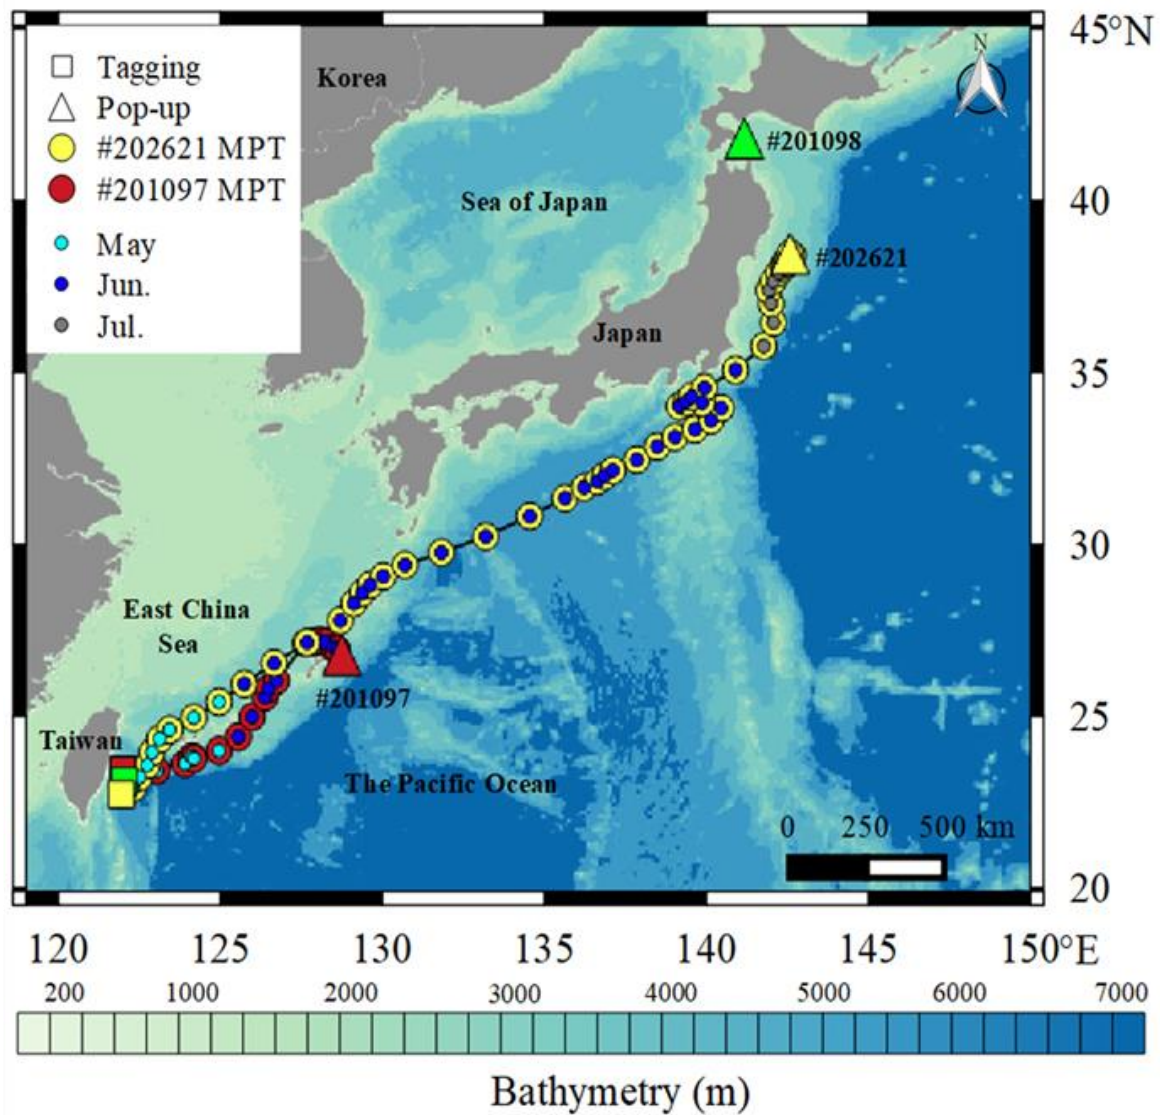 45°N
N
Tagging
Pop-up
#202621 MPT
#201097 MPT
May
Jun.
Jul.
Korea
#201098
Sea of Japan
40
#202621
Japan
35
30
East China
Sea
#201097
25
Taiwan
The Pacific Ocean
0 250 500 km
20
120 125 130 135 140 145 150°E
200 1000 2000 3000 4000 5000 6000 7000
Bathymetry (m)